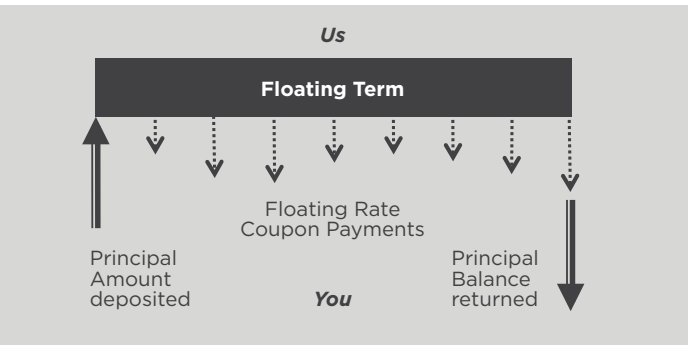 Us
Floating Term
Floating Rate
Coupon Payments
Principal
Amount
deposited
Principal
Balance
returned
You